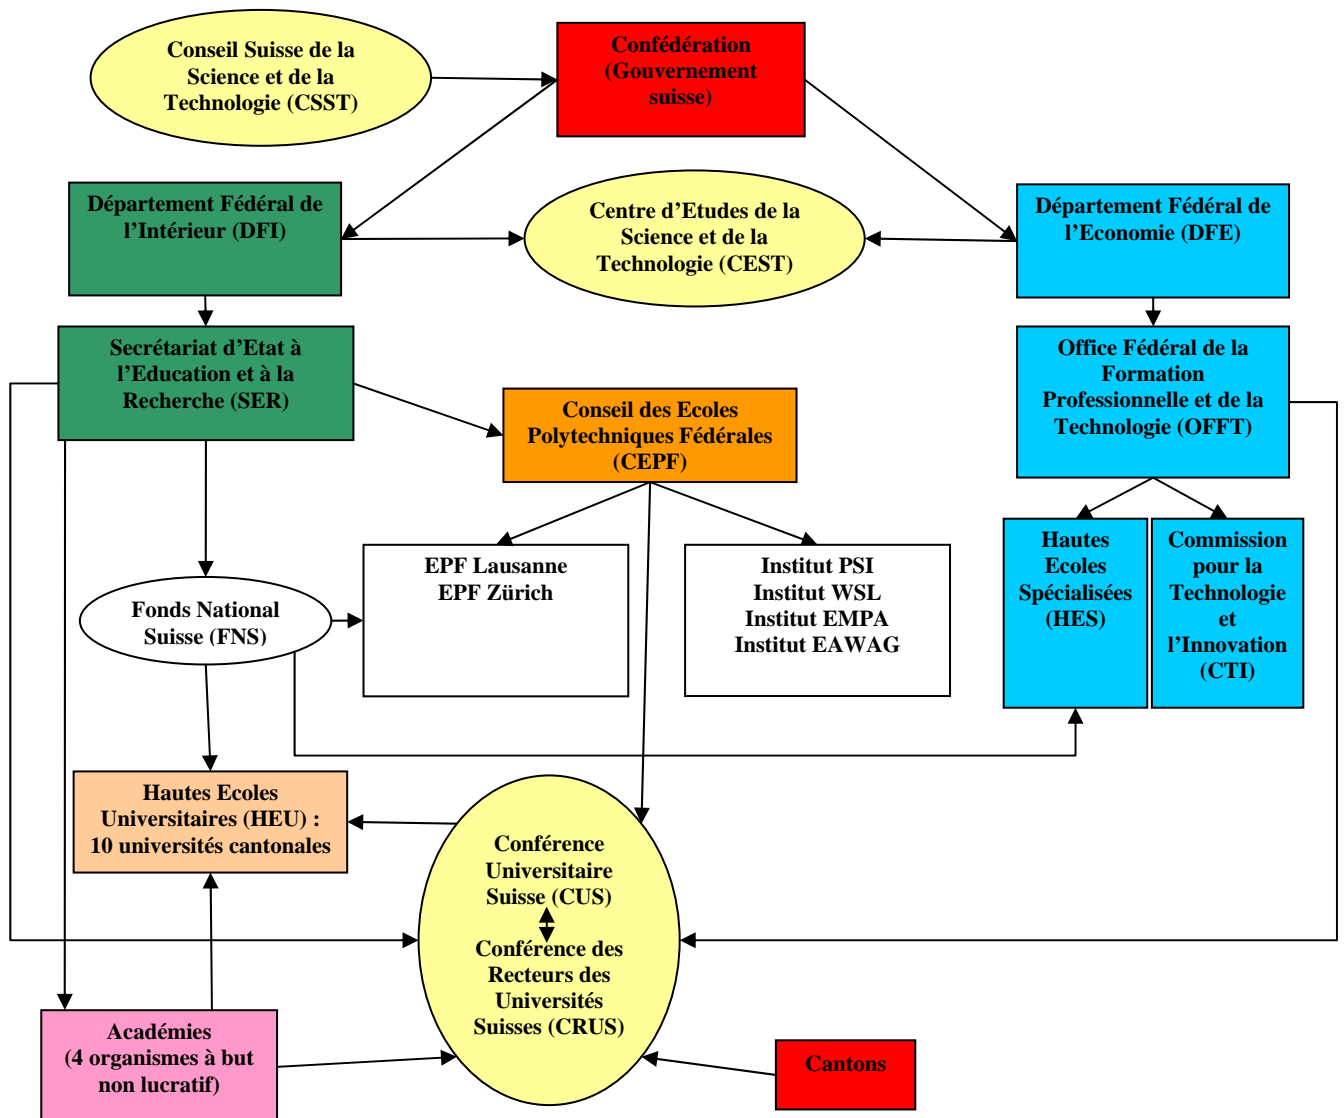 Conseil Suisse de la
Science et de la
Technologie (CSST)
Confédération
(Gouvernement
suisse)
Département Fédéral de
l’Intérieur (DFI)
Centre d’Etudes de la
Science et de la
Technologie (CEST)
Département Fédéral de
l’Economie (DFE)
Secrétariat d’Etat à
l’Education et à la
Recherche (SER)
Conseil des Ecoles
Polytechniques Fédérales
(CEPF)
Office Fédéral de la
Formation
Professionnelle et de la
Technologie (OFFT)
Fonds National
Suisse (FNS)
EPF Lausanne
EPF Zürich
Institut PSI
Institut WSL
Institut EMPA
Institut EAWAG
Hautes
Ecoles
Spécialisées
(HES)
Commission
pour la
Technologie
et
l’Innovation
(CTI)
Hautes Ecoles
Universitaires (HEU) :
10 universités cantonales
Conférence
Universitaire
Suisse (CUS)
Conférence des
Recteurs des
Universités
Suisses (CRUS)
Académies
(4 organismes à but
non lucratif)
Cantons